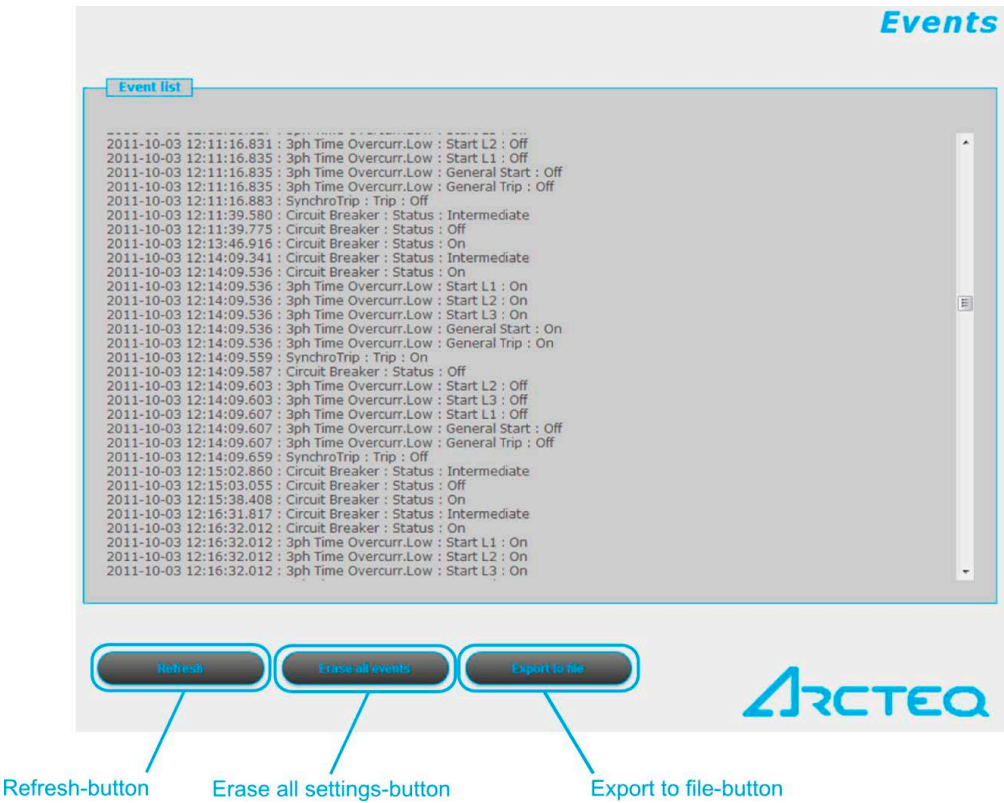 Events
Event list
2011-10-03 12:11:16.831 : 3ph Time Overcurr.Low : Start L2 : Off
2011-10-03 12:11:16.835 : 3ph Time Overcurr.Low : Start L1 : Off
2011-10-03 12:11:16.835 : 3ph Time Overcurr.Low : General Start : Off
2011-10-03 12:11:16.835 : 3ph Time Overcurr.Low : General Trip : Off
2011-10-03 12:11:16.883 : SynchroTrip : Trip : Off
2011-10-03 12:11:39.580 : Circuit Breaker : Status : Intermediate
2011-10-03 12:11:39.775 : Circuit Breaker : Status : Off
2011-10-03 12:13:46.916 : Circuit Breaker : Status : On
2011-10-03 12:14:09.341 : Circuit Breaker : Status : Intermediate
2011-10-03 12:14:09.536 : Circuit Breaker : Status : On
2011-10-03 12:14:09.536 : 3ph Time Overcurr.Low : Start L1 : On
2011-10-03 12:14:09.536 : 3ph Time Overcurr.Low : Start L2 : On
2011-10-03 12:14:09.536 : 3ph Time Overcurr.Low : Start L3 : On
2011-10-03 12:14:09.536 : 3ph Time Overcurr.Low : General Start : On
2011-10-03 12:14:09.536 : 3ph Time Overcurr.Low : General Trip : On
2011-10-03 12:14:09.559 : SynchroTrip : Trip : On
2011-10-03 12:14:09.587 : Circuit Breaker : Status : Off
2011-10-03 12:14:09.603 : 3ph Time Overcurr.Low : Start L2 : Off
2011-10-03 12:14:09.603 : 3ph Time Overcurr.Low : Start L3 : Off
2011-10-03 12:14:09.607 : 3ph Time Overcurr.Low : Start L1 : Off
2011-10-03 12:14:09.607 : 3ph Time Overcurr.Low : General Start : Off
2011-10-03 12:14:09.607 : 3ph Time Overcurr.Low : General Trip : Off
2011-10-03 12:14:09.659 : SynchroTrip : Trip : Off
2011-10-03 12:15:02.860 : Circuit Breaker : Status : Intermediate
2011-10-03 12:15:03.055 : Circuit Breaker : Status : Off
2011-10-03 12:15:38.408 : Circuit Breaker : Status : On
2011-10-03 12:16:31.817 : Circuit Breaker : Status : Intermediate
2011-10-03 12:16:32.012 : Circuit Breaker : Status : On
2011-10-03 12:16:32.012 : 3ph Time Overcurr.Low : Start L1 : On
2011-10-03 12:16:32.012 : 3ph Time Overcurr.Low : Start L2 : On
2011-10-03 12:16:32.012 : 3ph Time Overcurr.Low : Start L3 : On
Refresh Erase all events Export to file
ARCTEQ
Refresh-button Erase all settings-button Export to file-button